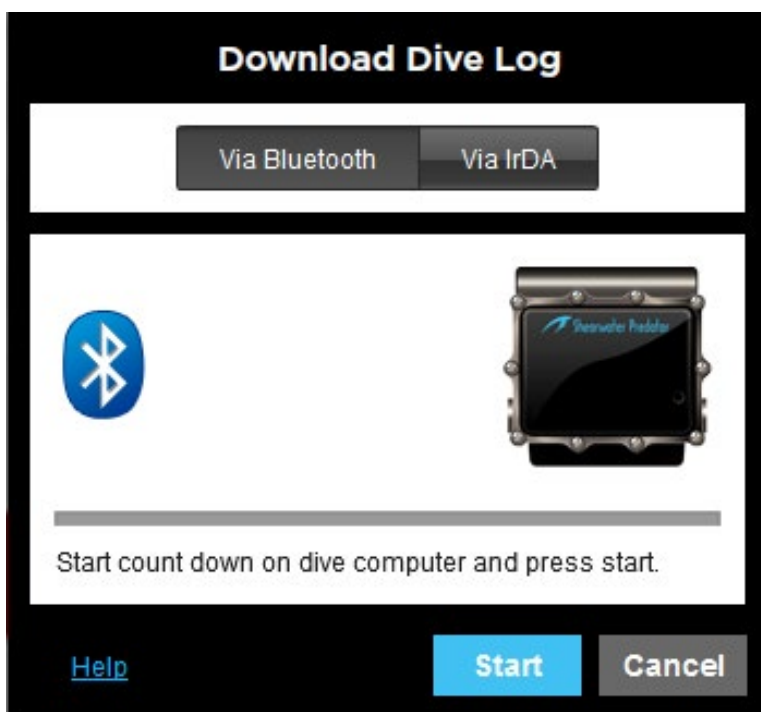 Download Dive Log
Via Bluetooth
Via IrDA
Shearwater Predator
Start count down on dive computer and press start.
Help
Start
Cancel